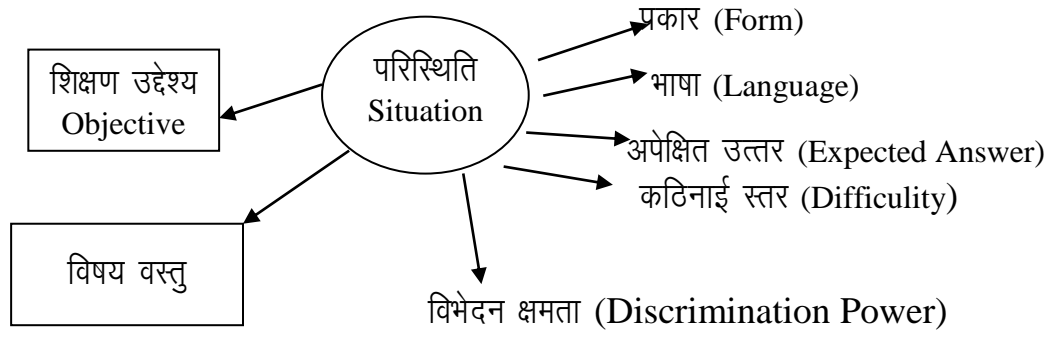 प्रकार (Form)
शिक्षण उद्देश्य
Objective
परिस्थिति
Situation
भाषा (Language)
अपेक्षित उत्तर (Expected Answer)
कठिनाई स्तर (Difficulity)
विषय वस्तु
विभेदन क्षमता (Discrimination Power)